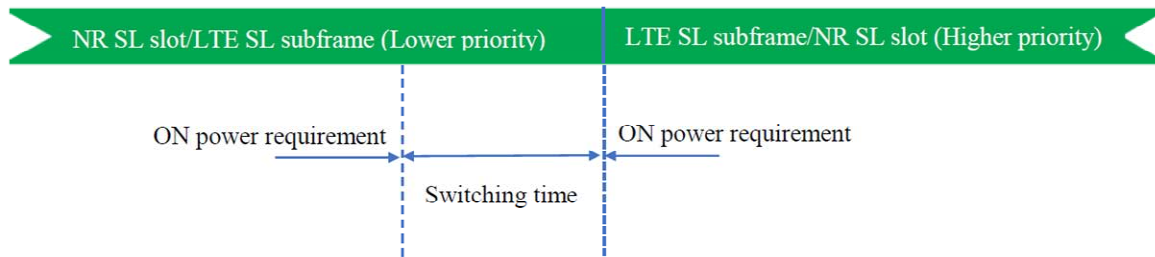 NR SL slot/LTE SL subframe (Lower priority)
LTE SL subframe/NR SL slot (Higher priority)
ON power requirement
ON power requirement
Switching time